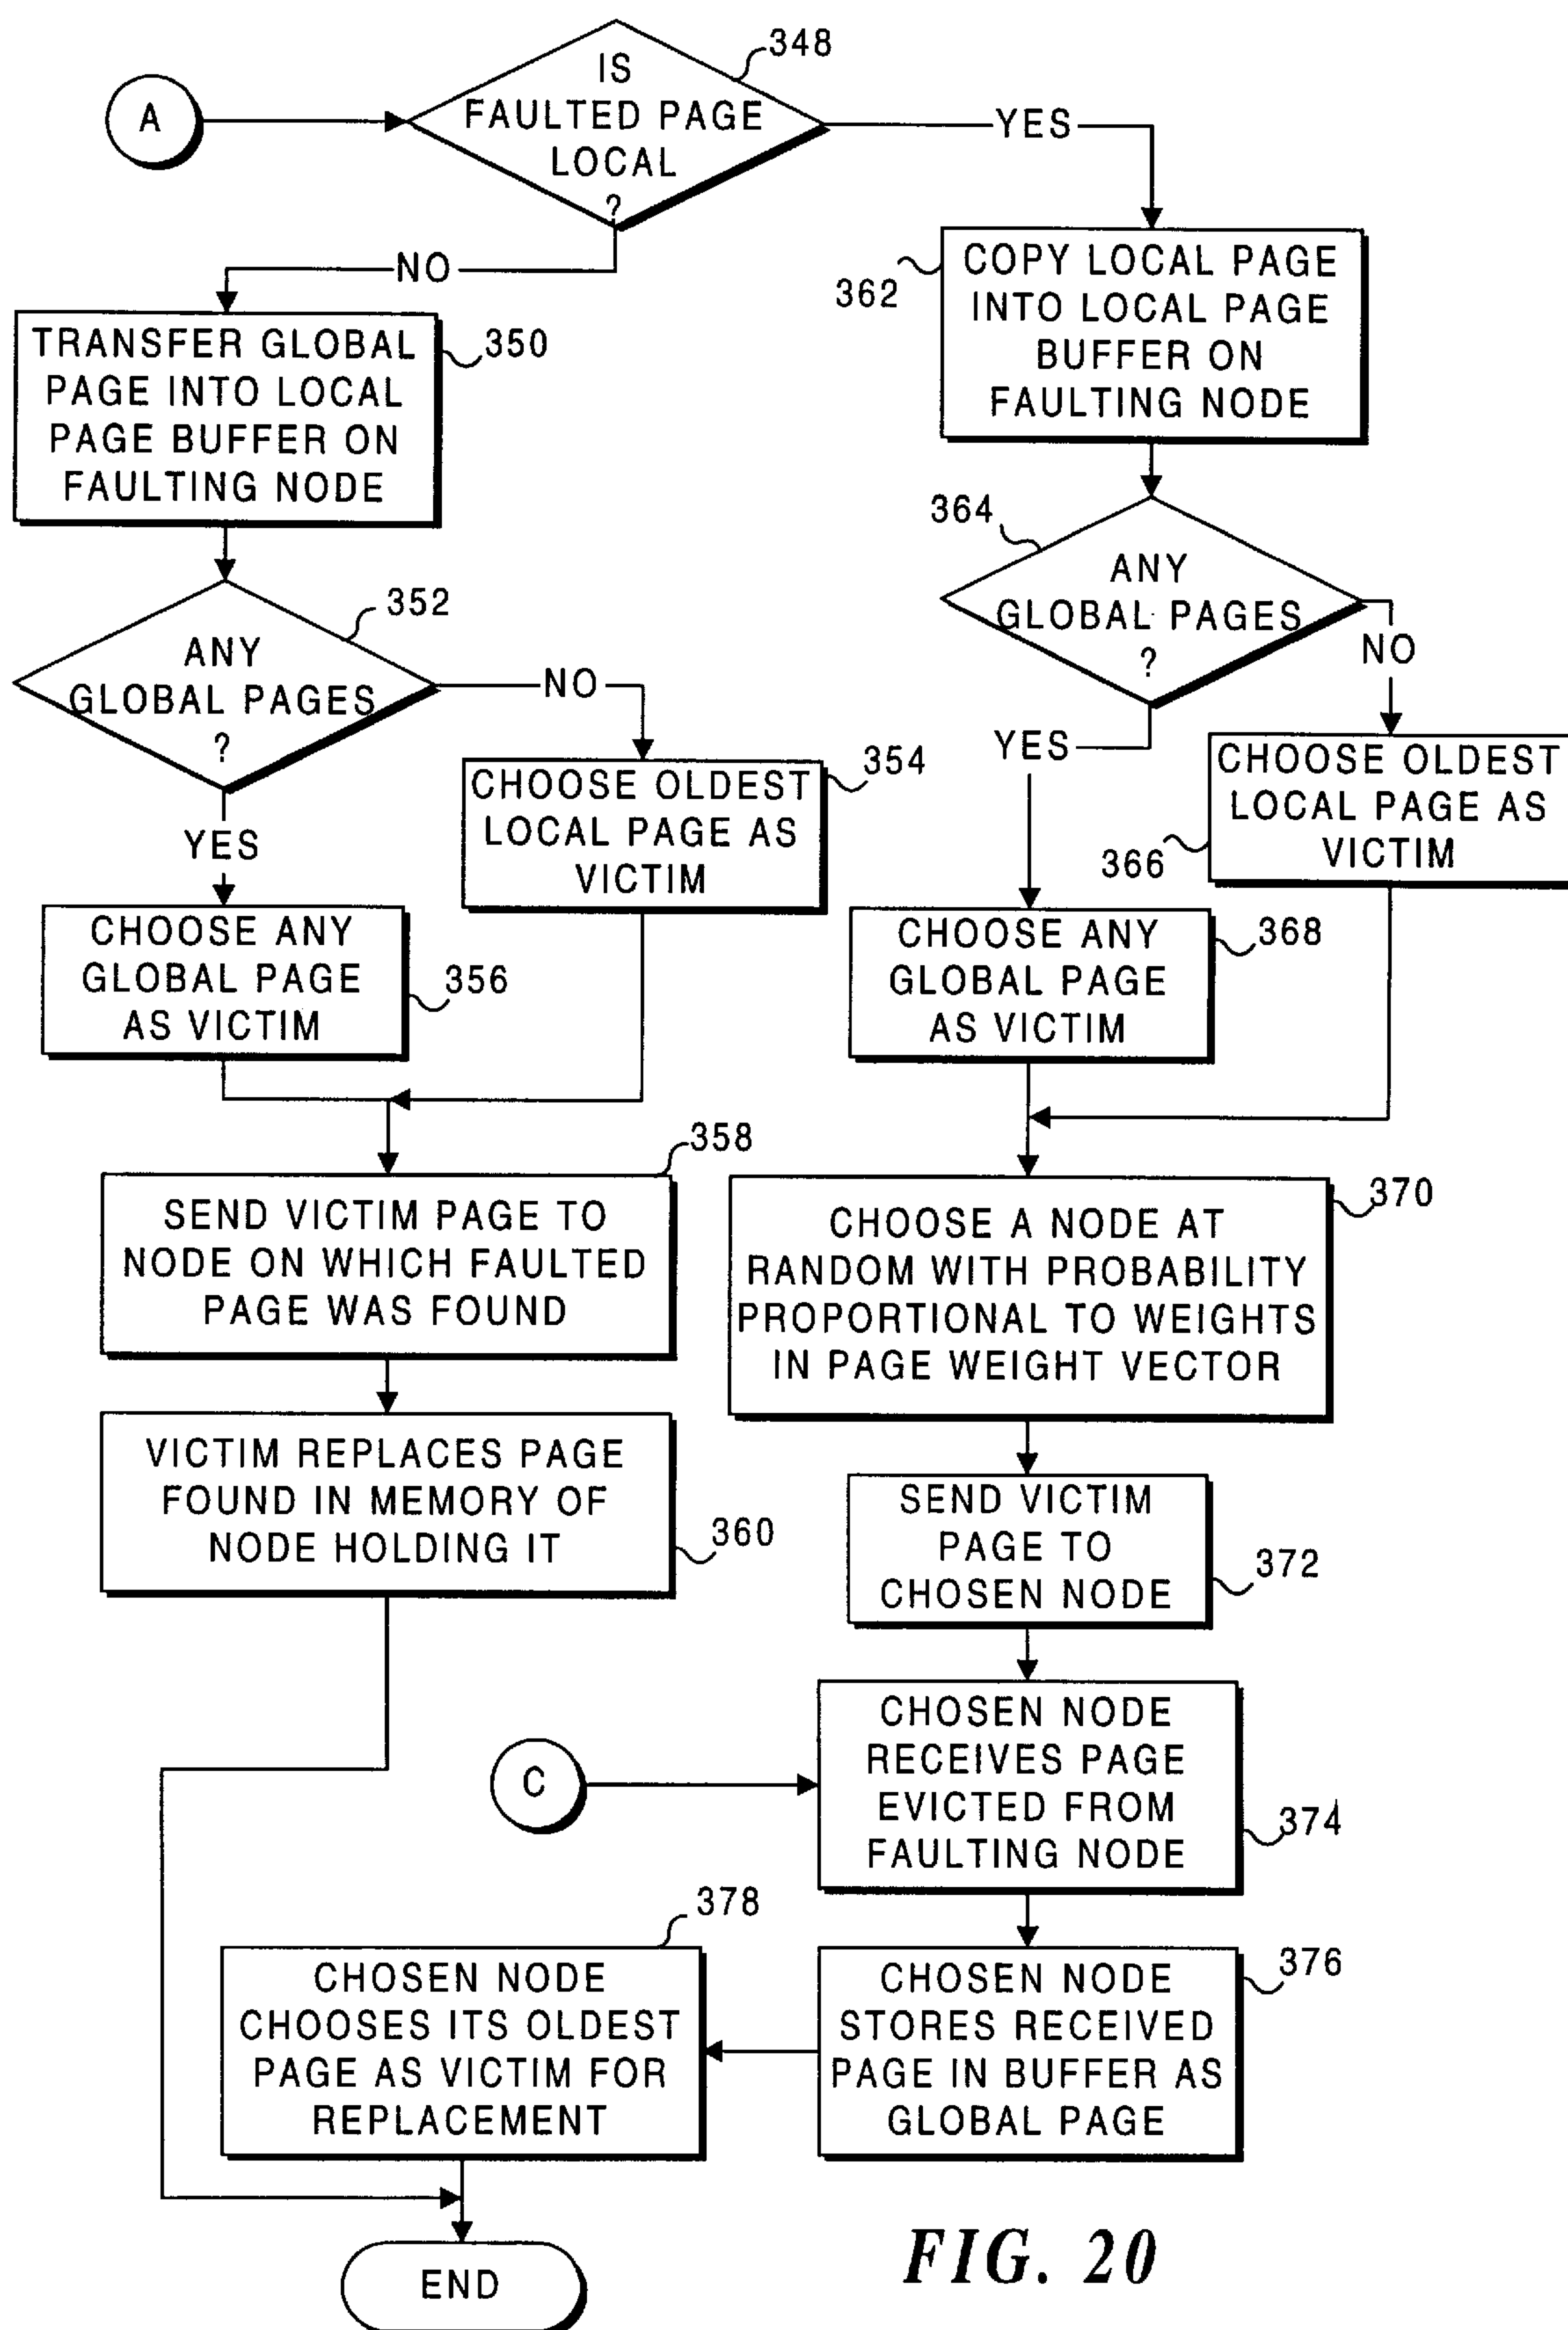 A
IS
FAULTED PAGE
LOCAL
?
348
YES
NO
TRANSFER GLOBAL
PAGE INTO LOCAL
PAGE BUFFER ON
FAULTING NODE
350
362
COPY LOCAL PAGE
INTO LOCAL PAGE
BUFFER ON
FAULTING NODE
352
ANY
GLOBAL PAGES
?
NO
YES
364
ANY
GLOBAL PAGES
?
NO
YES
CHOOSE OLDEST
LOCAL PAGE AS
VICTIM
354
CHOOSE OLDEST
LOCAL PAGE AS
VICTIM
366
CHOOSE ANY
GLOBAL PAGE
AS VICTIM
356
CHOOSE ANY
GLOBAL PAGE
AS VICTIM
368
358
SEND VICTIM PAGE TO
NODE ON WHICH FAULTED
PAGE WAS FOUND
370
CHOOSE A NODE AT
RANDOM WITH PROBABILITY
PROPORTIONAL TO WEIGHTS
IN PAGE WEIGHT VECTOR
VICTIM REPLACES PAGE
FOUND IN MEMORY OF
NODE HOLDING IT
360
SEND VICTIM
PAGE TO
CHOSEN NODE
372
C
CHOSEN NODE
RECEIVES PAGE
EVICTED FROM
FAULTING NODE
374
378
CHOSEN NODE
CHOOSES ITS OLDEST
PAGE AS VICTIM FOR
REPLACEMENT
376
CHOSEN NODE
STORES RECEIVED
PAGE IN BUFFER AS
GLOBAL PAGE
END
FIG. 20